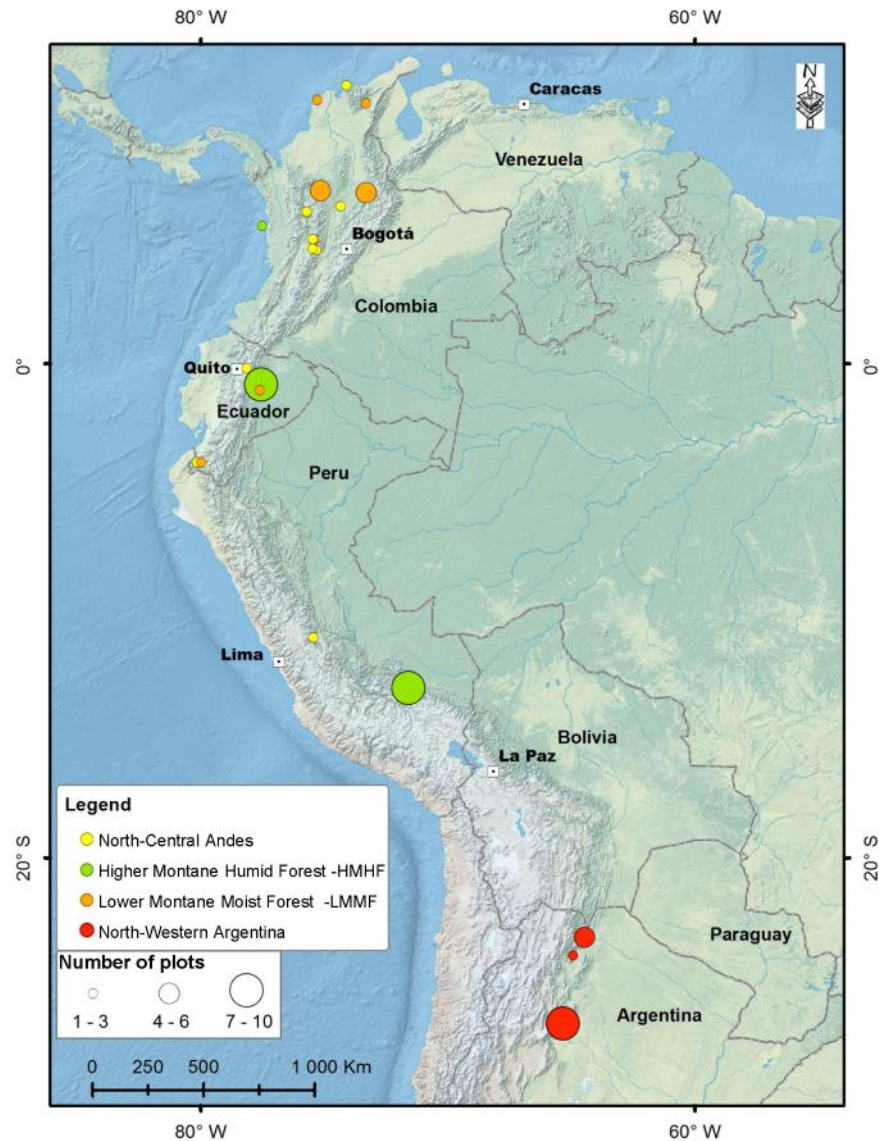 80° W 60° W
N
Caracas
Venezuela
Bogotá
Colombia
0° Quito 0°
Ecuador
Peru
Lima
Bolivia
La Paz
Legend
North-Central Andes
Higher Montane Humid Forest -HMHF
Lower Montane Moist Forest -LMMF
North-Western Argentina
20° S 20° S
Paraguay
Number of plots
1 - 3 4 - 6 7 - 10
Argentina
0 250 500 1 000 Km
80° W 60° W